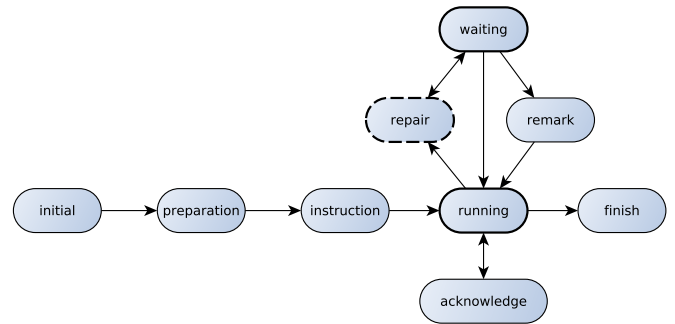 waiting
repair
remark
initial
preparation
instruction
running
finish
acknowledge